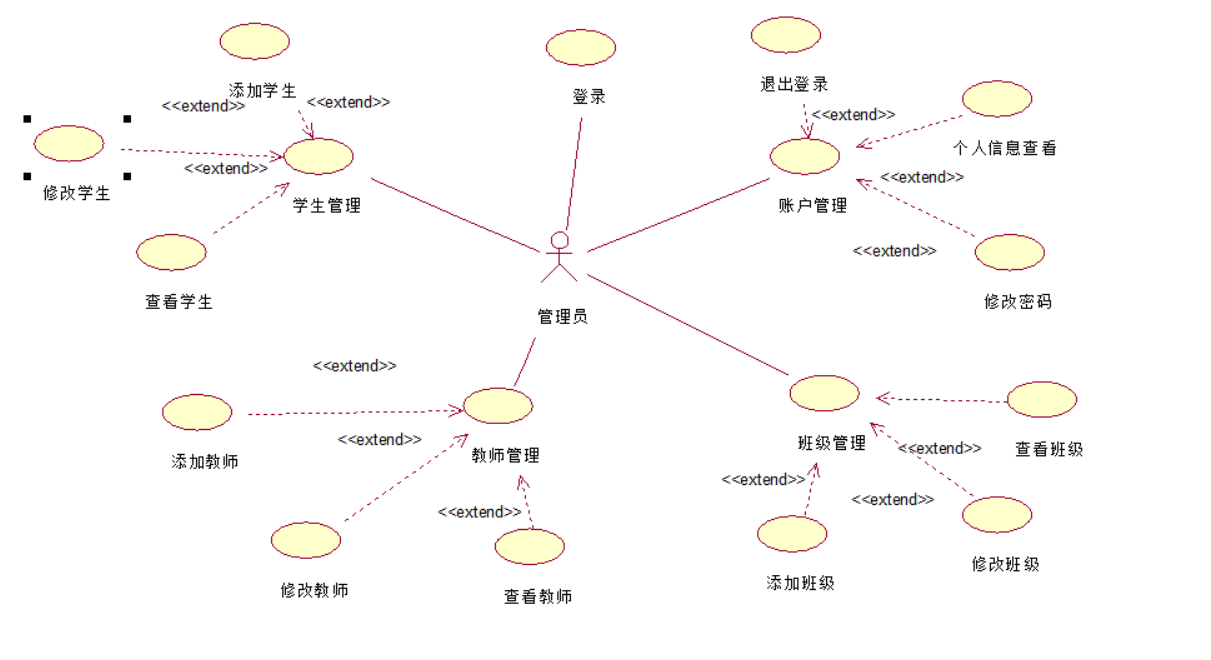 添加学生
登录
退出登录
<<extend>>
<<extend>>
<<extend>>
个人信息查看
<<extend>>
<<extend>>
修改学生
学生管理
账户管理
<<extend>>
查看学生
修改密码
管理员
<<extend>>
<<extend>>
添加教师
教师管理
班级管理
<<extend>>
查看班级
<<extend>>
<<extend>>
<<extend>>
修改教师
查看教师
添加班级
修改班级